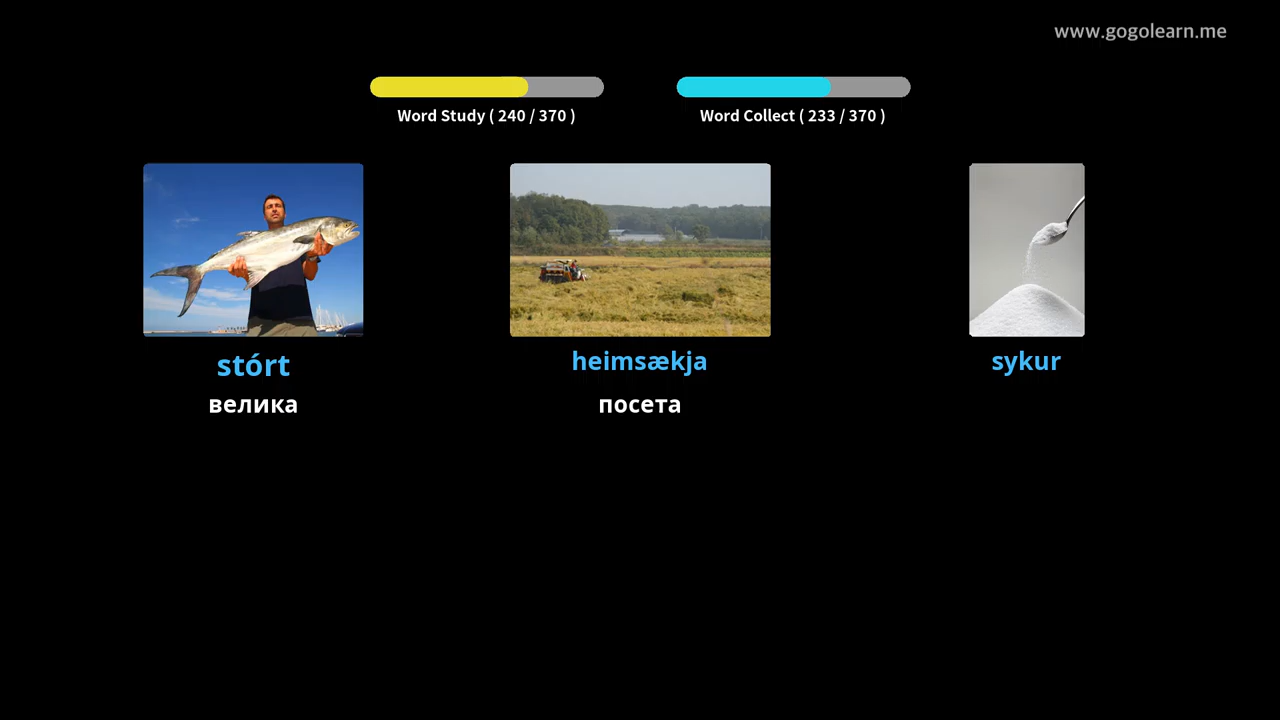 www.gogolearn.me
Word Study ( 240 / 370 )
Word Collect ( 233 / 370 )
stórt
heimsækja
sykur
велика
посета